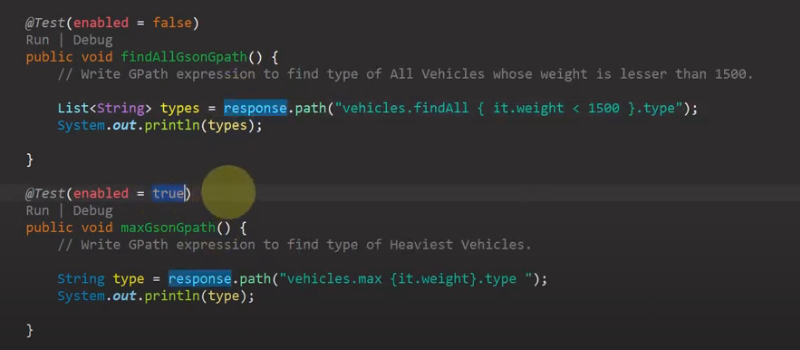 @Test(enabled = false)
Run | Debug
public void findAllGsonGpath() {
// Write GPath expression to find type of All Vehicles whose weight is lesser than 1500.
List<String> types = response.path("vehicles.findAll { it.weight < 1500 }.type");
System.out.println(types);
}
@Test(enabled = true)
Run | Debug
public void maxGsonGpath() {
// Write GPath expression to find type of Heaviest Vehicles.
String type = response.path("vehicles.max {it.weight}.type ");
System.out.println(type);
}